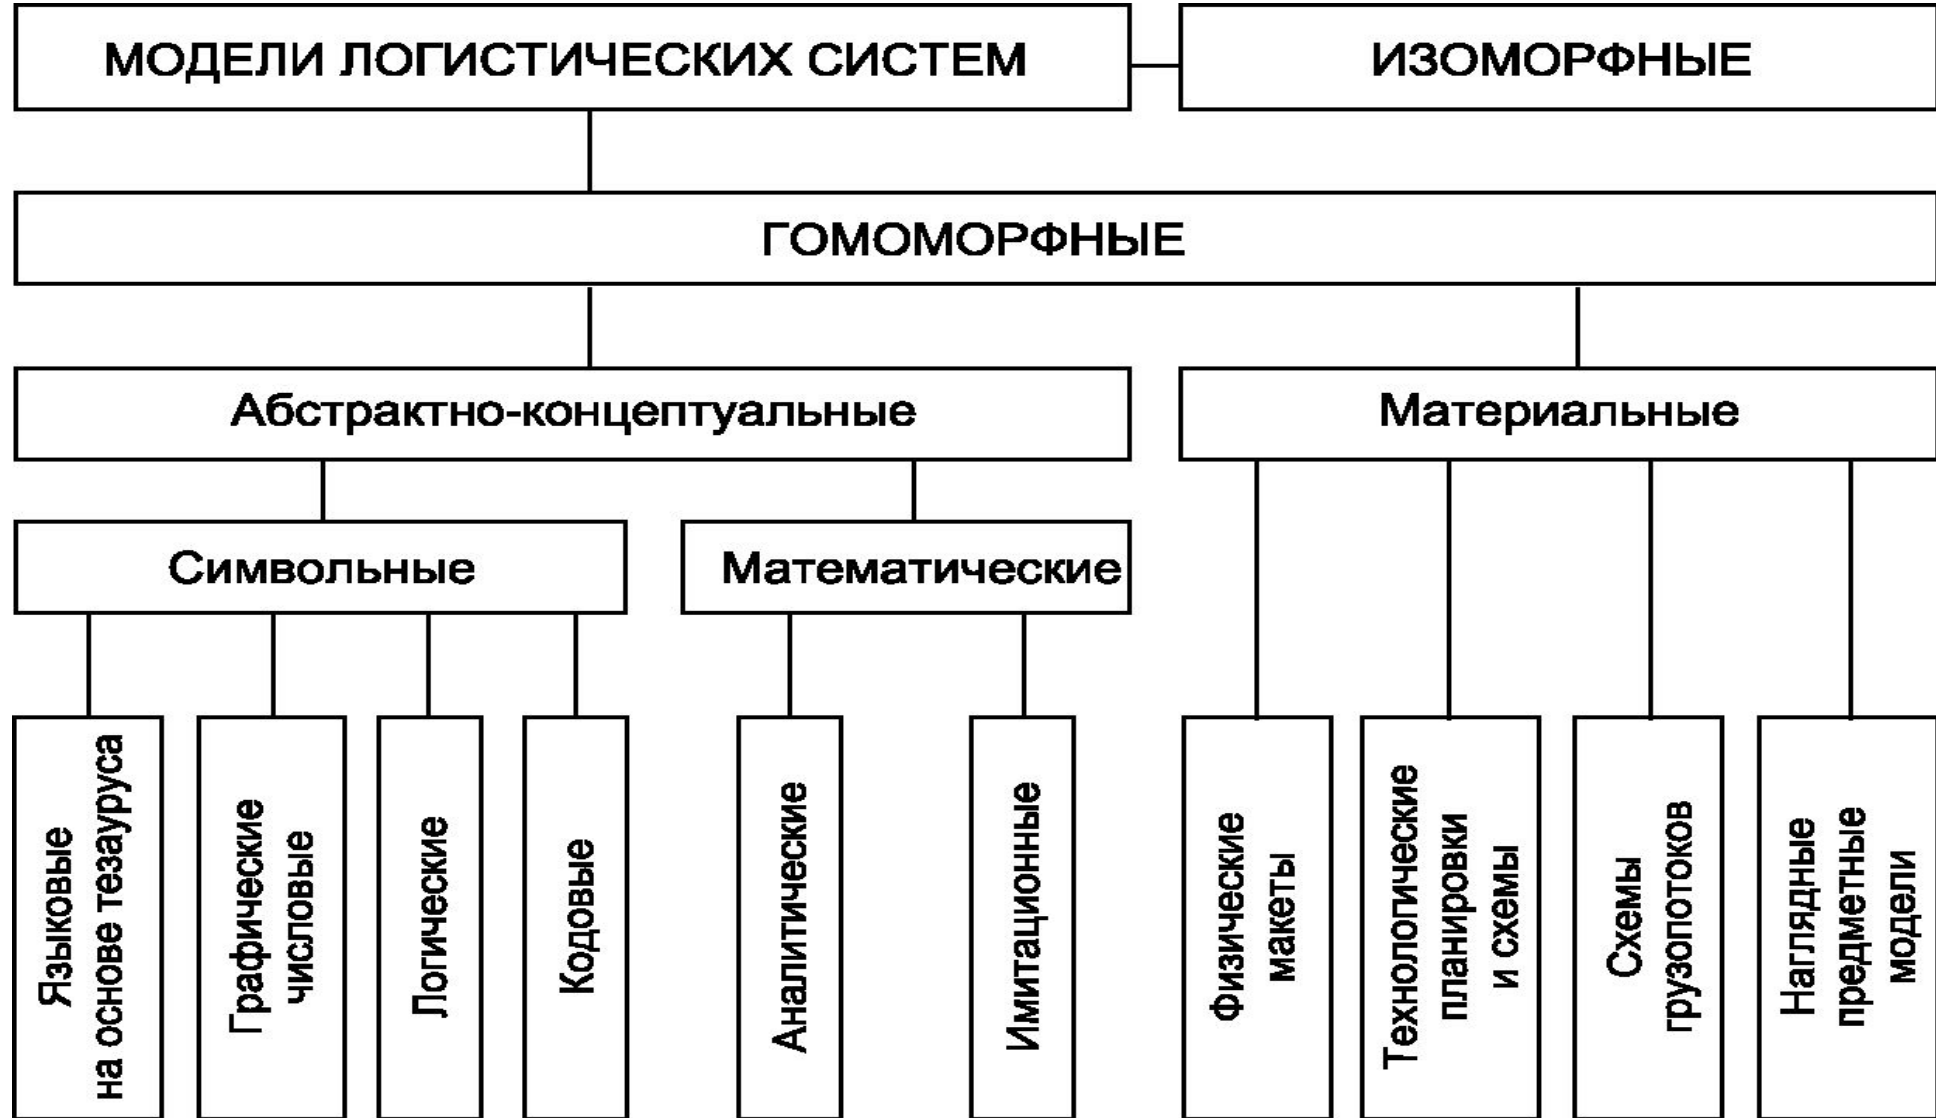 МОДЕЛИ ЛОГИСТИЧЕСКИХ СИСТЕМ
ИЗОМОРФНЫЕ
ГОМОМОРФНЫЕ
Абстрактно-концептуальные
Материальные
Символьные
Математические
Языковые
на основе тезауруса
Графические
числовые
Логические
Кодовые
Аналитические
Имитационные
Физические
макеты
Технологические
планировки
и схемы
Схемы
грузопотоков
Наглядные
предметные
модели